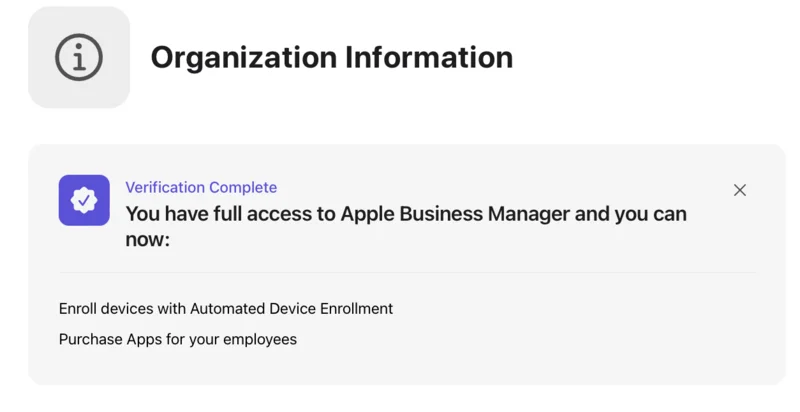 Organization Information
Verification Complete
You have full access to Apple Business Manager and you can
now:
Enroll devices with Automated Device Enrollment
Purchase Apps for your employees